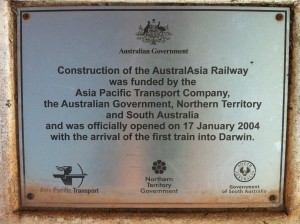 Australian Government
Construction of the AustralAsia Railway
was funded by the
Asia Pacific Transport Company,
the Australian Government, Northern Territory
and South Australia
and was officially opened on 17 January 2004
with the arrival of the first train into Darwin.
Asia Pacific Transport
Northern
Territory
Government
Government
of South Australia